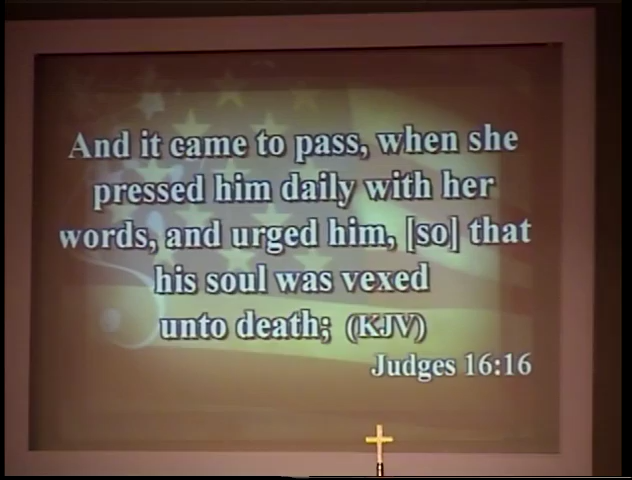 And it came to pass, when she
pressed him daily with her
words, and urged him, [so] that
his soul was vexed
unto death; (KJV)
Judges 16:16